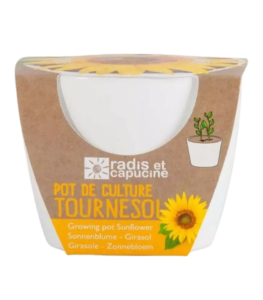 radis et
capucine
POT DE CULTURE
TOURNESOL
Growing pot Sunflower
Sonnenblume - Girasol
Girasole - Zonnebloem